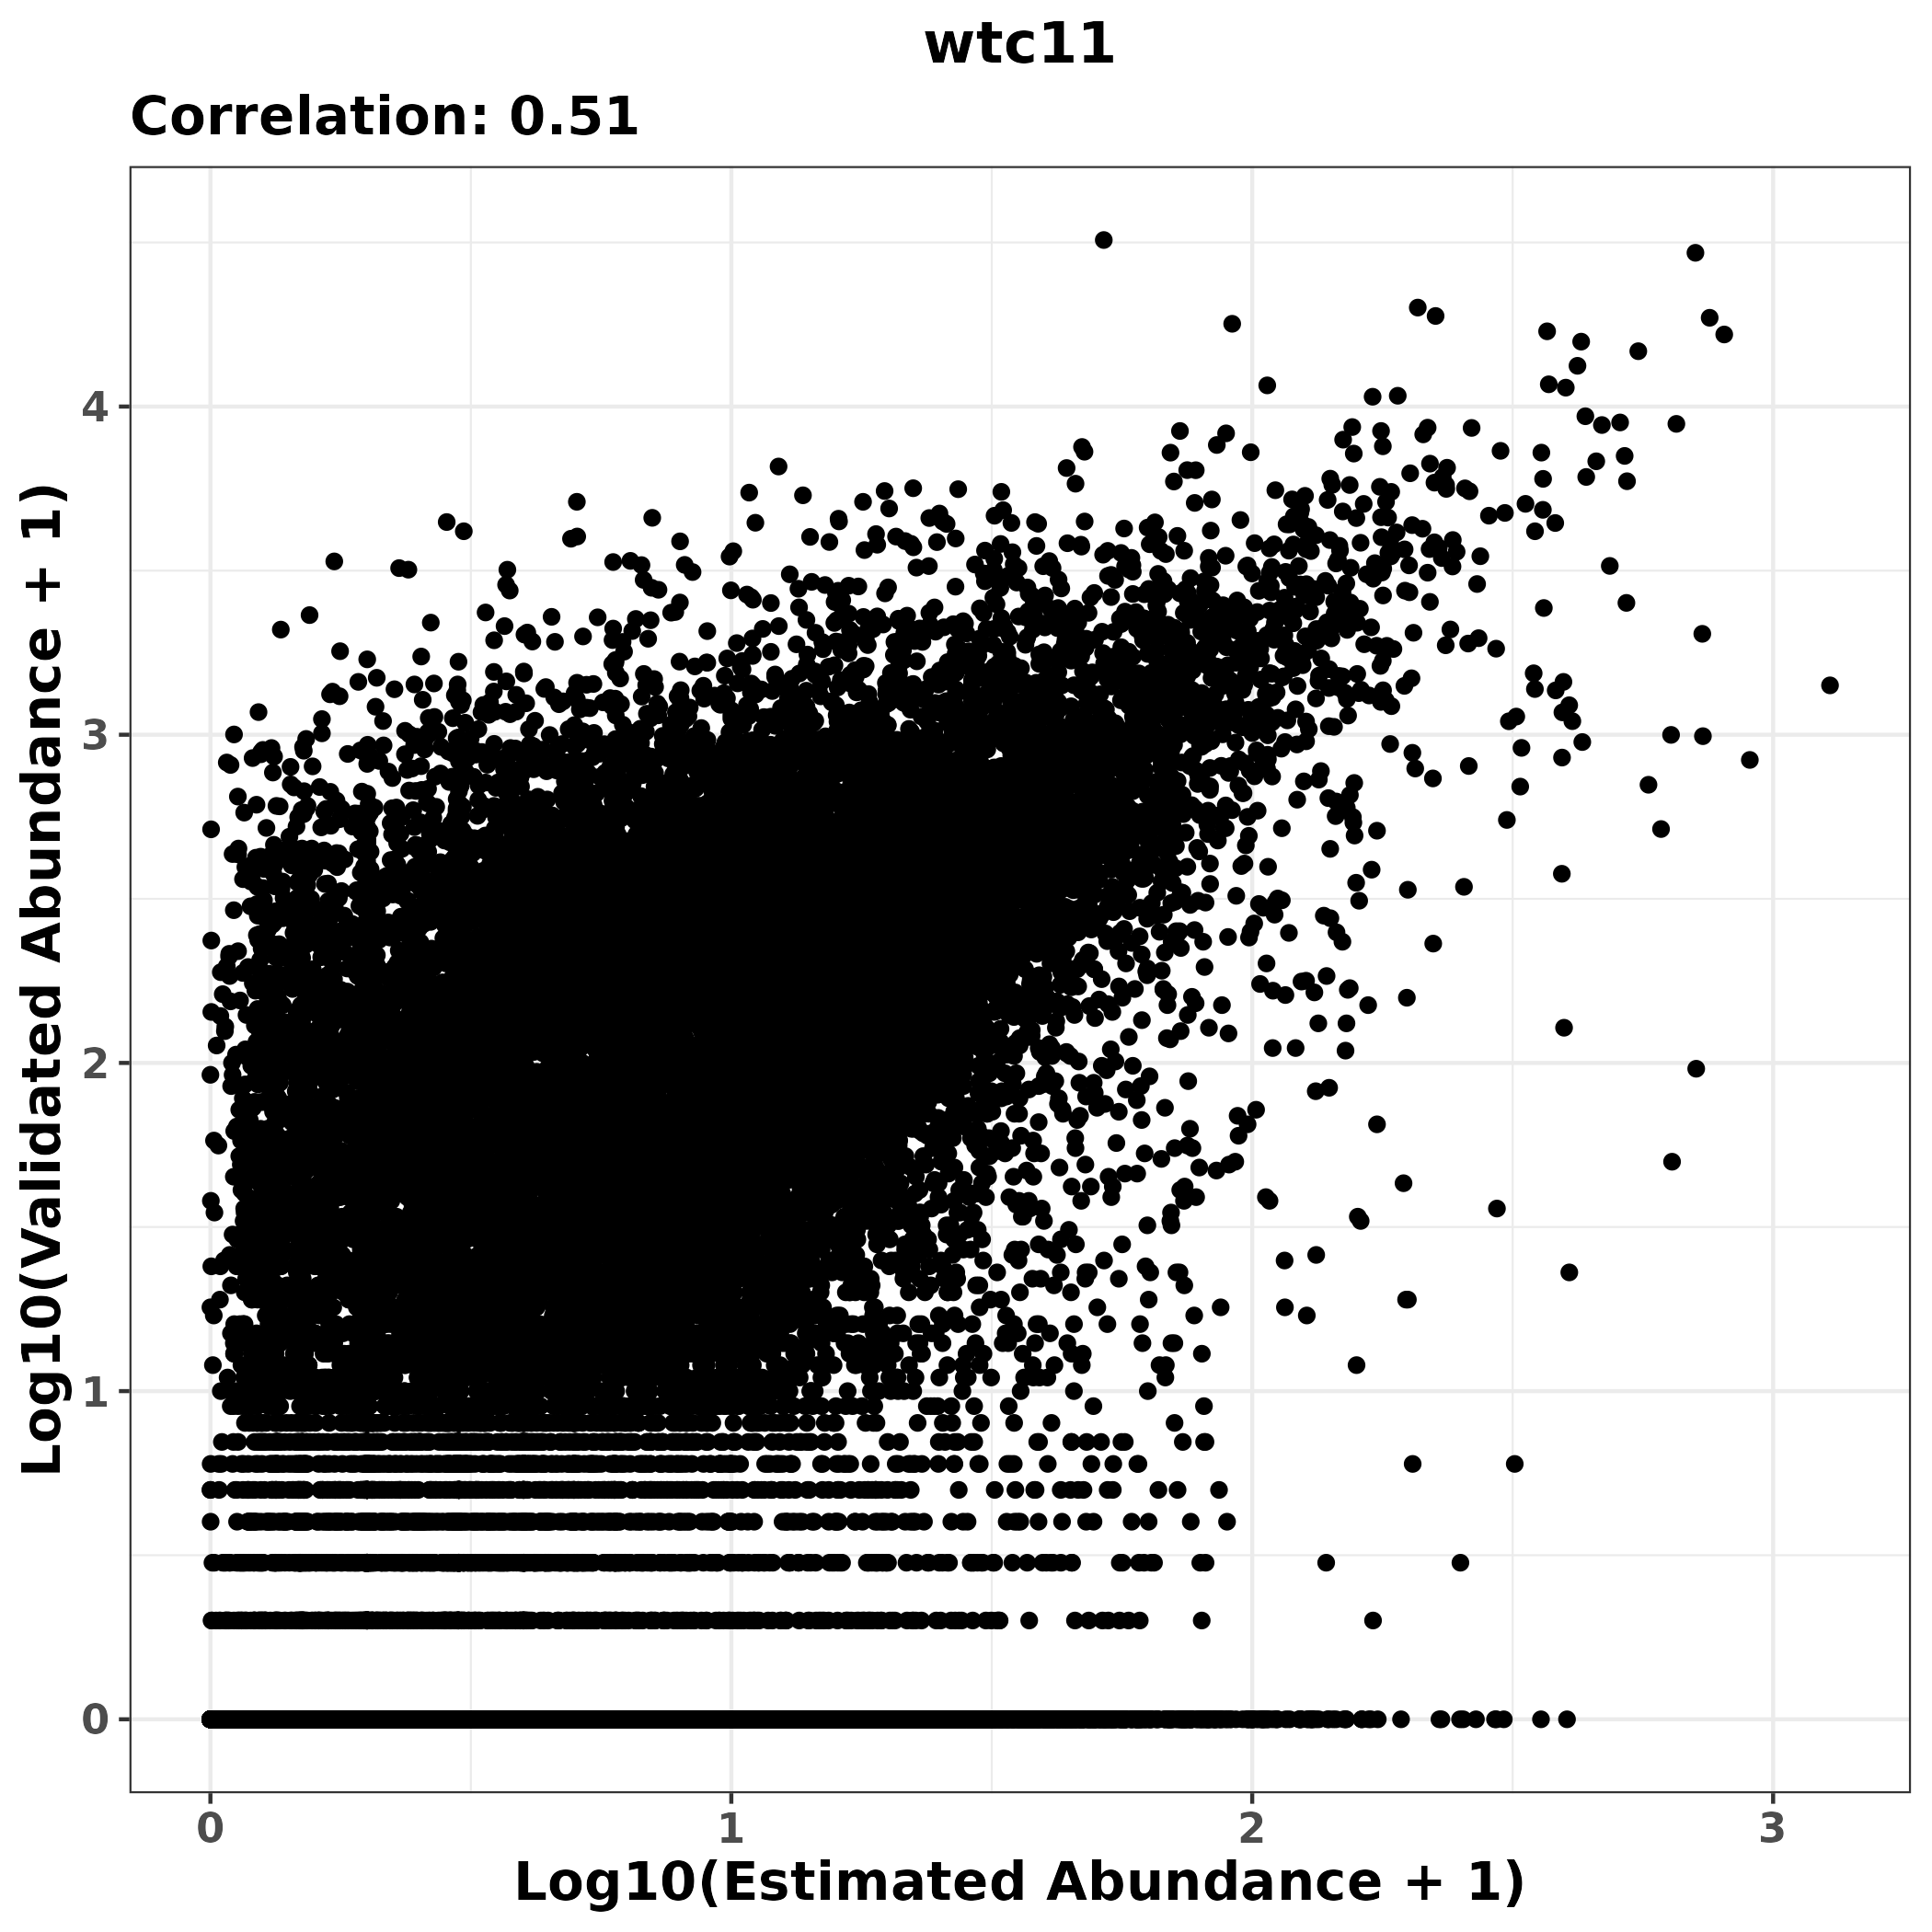 wtc11
Correlation: 0.51
Log10(Validated Abundance + 1)
4
3
2
1
0
0 1 2 3
Log10(Estimated Abundance + 1)